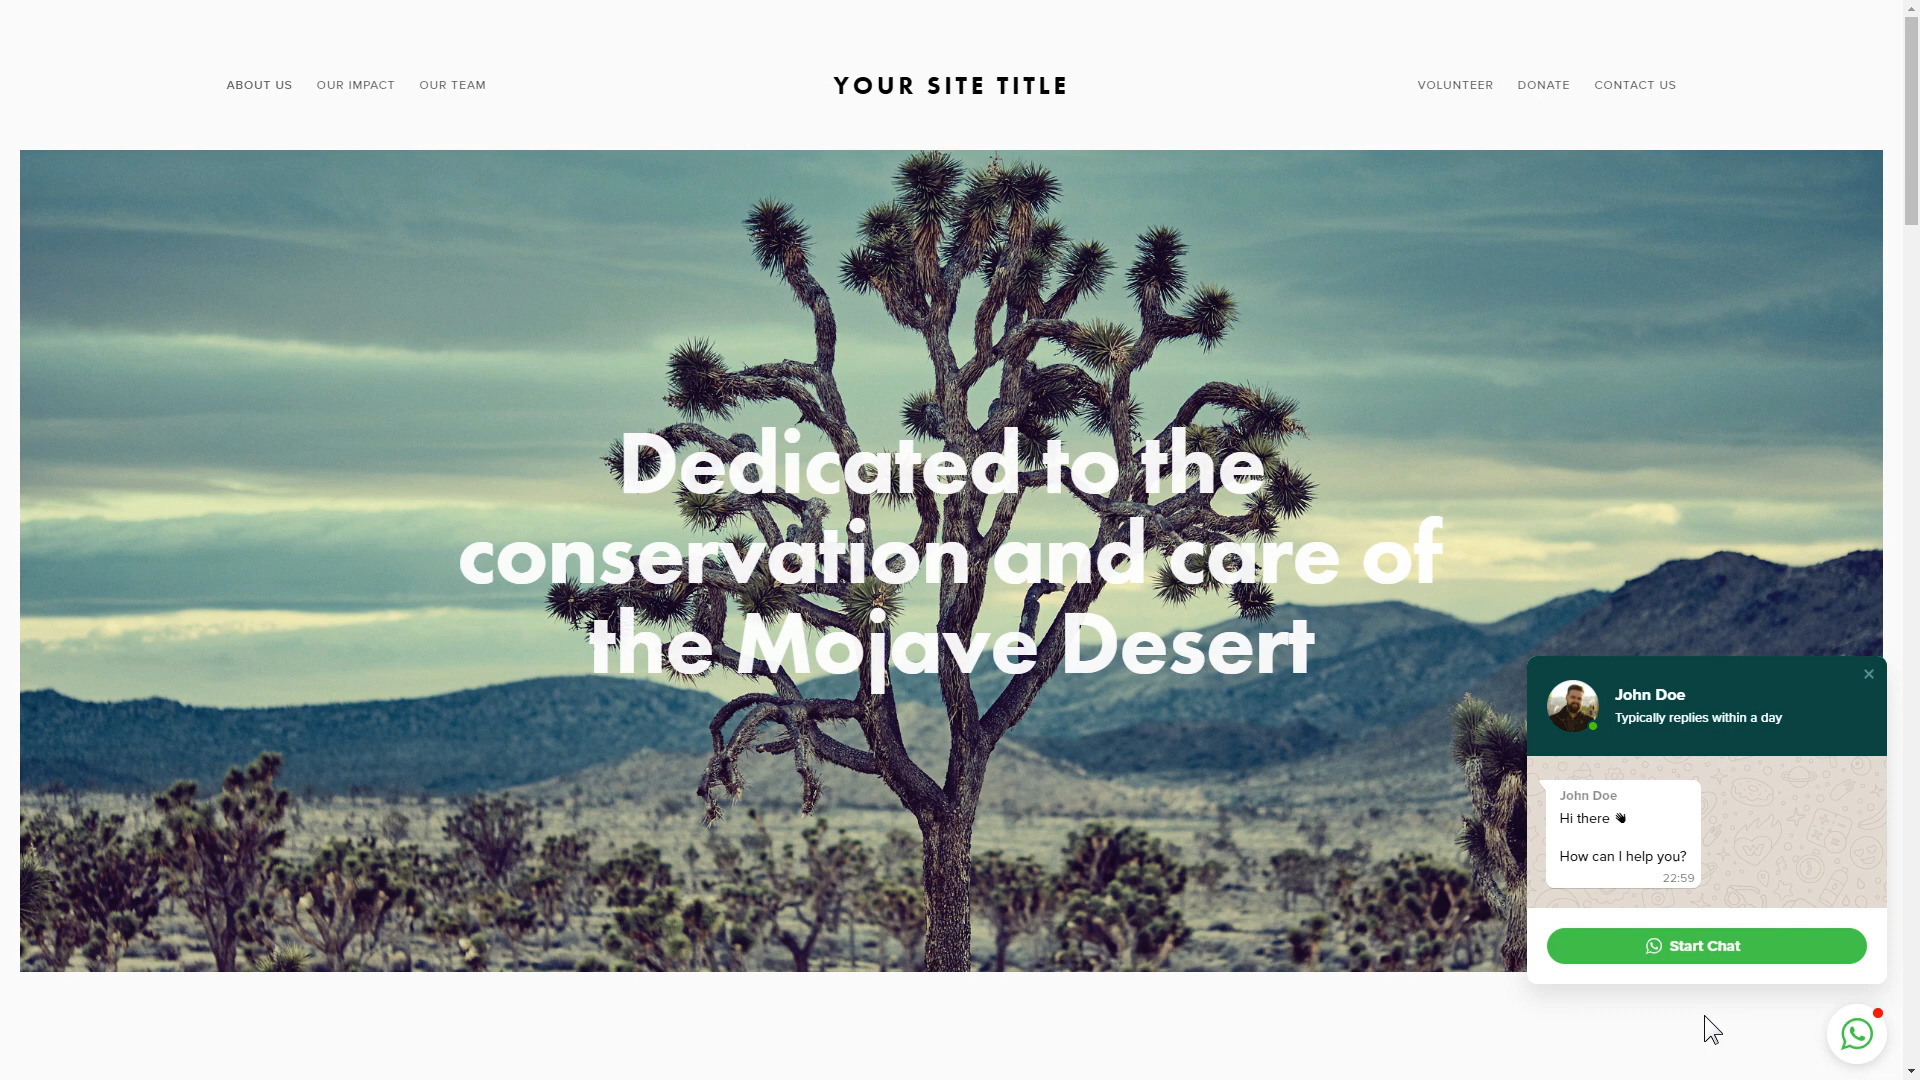 ABOUT US OUR IMPACT OUR TEAM YOUR SITE TITLE VOLUNTEER DONATE CONTACT US
Dedicated to the
conservation and care of
the Mojave Desert
John Doe
Typically replies within a day
John Doe
Hi there 👋
How can I help you?
22:59
Start Chat